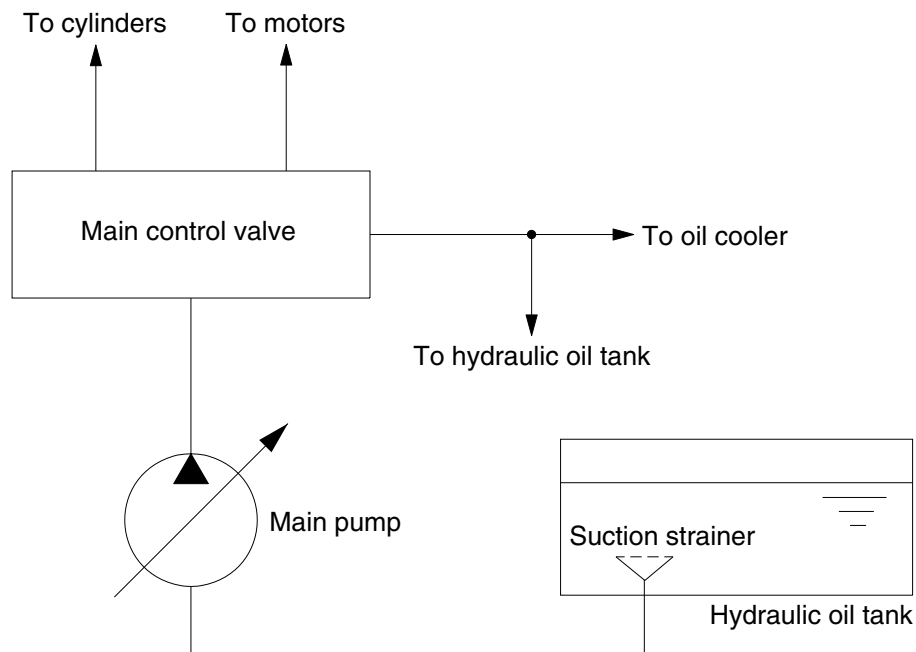 To cylinders
To motors
Main control valve
To oil cooler
To hydraulic oil tank
Main pump
Suction strainer
Hydraulic oil tank